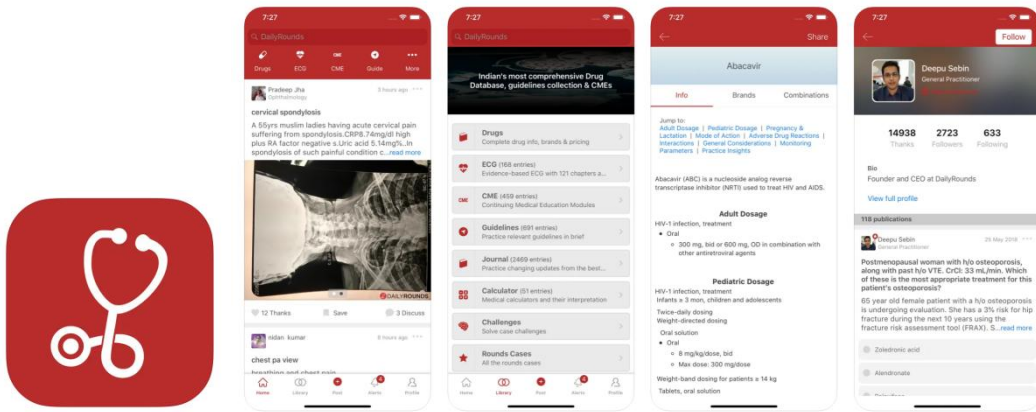 7:27
DailyRounds
Drugs
ECG
CME
Guide
More
Pradeep Jha
5 hours ago
Ophthalmology
cervical spondylosis
A 55yrs muslim ladies having acute cervical pain
suffering from spondylosis.CRP8.74mg/dl high
plus RA factor negative s.Uric acid 5.14mg%..In
spondylosis of such painful condition c...read more
DAILYROUNDS
12 Thanks
Save
3 Discuss
nidan kumar
6 hours ago
chest pa view
breathing and chest pain
Home
Library
Post
4
Alerts
Profile
7:27
DailyRounds
Indian's most comprehensive Drug
Database, guidelines collection & CMEs
Drugs
Complete drug info, brands & pricing
ECG (168 entries)
Evidence-based ECG with 121 chapters a...
CME
CME (459 entries)
Continuing Medical Education Modules
Guidelines (691 entries)
Practice relevant guidelines in brief
Journal (2469 entries)
Practice changing updates from the best...
Calculator (51 entries)
Medical calculators and their interpretation
Challenges
Solve case challenges
Rounds Cases
All the rounds cases
Home
Library
Post
4
Alerts
Profile
7:27
Share
Abacavir
Info
Brands
Combinations
Jump to:
Adult Dosage | Pediatric Dosage | Pregnancy &
Lactation | Mode of Action | Adverse Drug Reactions |
Interactions | General Considerations | Monitoring
Parameters | Practice Insights
Abacavir (ABC) is a nucleoside analog reverse
transcriptase inhibitor (NRTI) used to treat HIV and AIDS.
Adult Dosage
HIV-1 infection, treatment
Oral
300 mg, bid or 600 mg, OD in combination with
other antiretroviral agents
Pediatric Dosage
HIV-1 infection, treatment
Infants ≥ 3 mon, children and adolescents
Twice-daily dosing
Weight-directed dosing
Oral solution
Oral
8 mg/kg/dose, bid
Max dose: 300 mg/dose
Weight-band dosing for patients ≥ 14 kg
Tablets, oral solution
7:27
Follow
Deepu Sebin
General Practitioner
14938
2723
633
Thanks
Followers
Following
Bio
Founder and CEO at DailyRounds
View full profile
118 publications
Deepu Sebin
25 May 2018
General Practitioner
Postmenopausal woman with h/o osteoporosis,
along with past h/o VTE. CrCl: 33 mL/min. Which
of these is the most appropriate treatment for this
patient's osteoporosis?
65 year old female patient with a h/o osteoporosis
is undergoing evaluation. She has a 3% risk for hip
fracture during the next 10 years using the
fracture risk assessment tool (FRAX). S...read more
Zoledronic acid
Alendronate